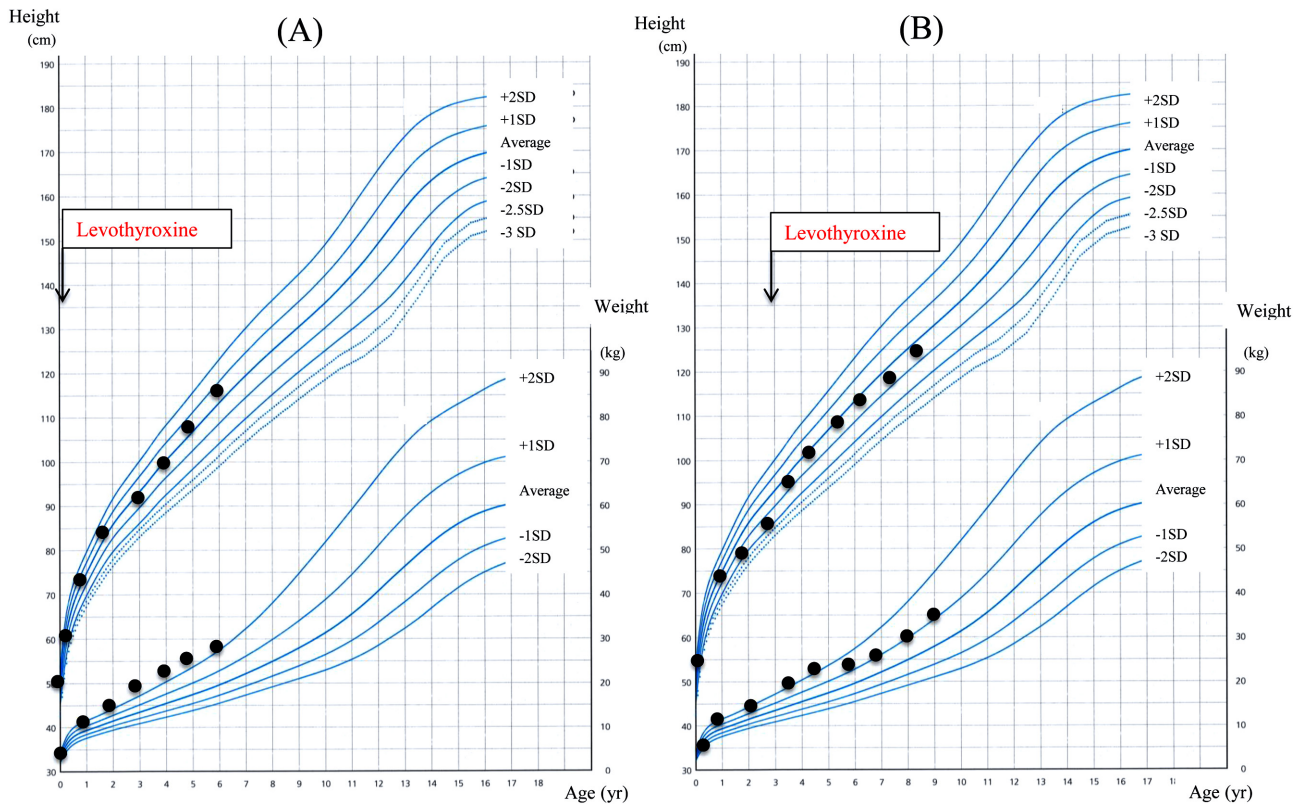 (A)
Height
(cm)
190
180
170
160
150
140
130
120
110
100
90
80
70
60
50
40
30
+2SD
+1SD
Average
-1SD
-2SD
-2.5SD
-3 SD
Levothyroxine
Weight
(kg)
90
80
70
60
50
40
30
20
10
0
+2SD
+1SD
Average
-1SD
-2SD
0 1 2 3 4 5 6 7 8 9 10 11 12 13 14 15 16 17 18
Age (yr)
(B)
Height
(cm)
190
180
170
160
150
140
130
120
110
100
90
80
70
60
50
40
30
+2SD
+1SD
Average
-1SD
-2SD
-2.5SD
-3 SD
Levothyroxine
Weight
(kg)
90
80
70
60
50
40
30
20
10
0
+2SD
+1SD
Average
-1SD
-2SD
0 1 2 3 4 5 6 7 8 9 10 11 12 13 14 15 16 17
Age (yr)